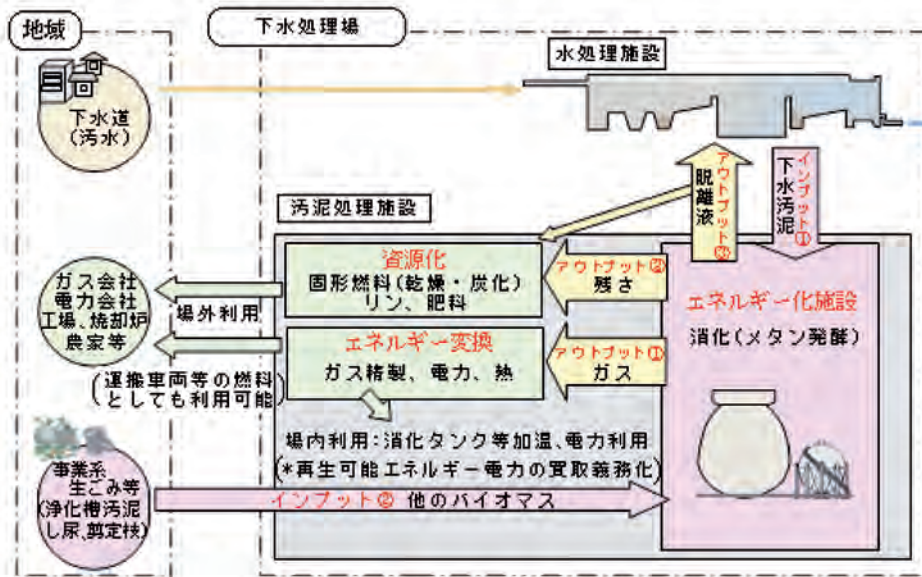 地域
下水処理場
水処理施設
下水道
(汚水)
アウトプット③
脱離液
インプット①
下水汚泥
汚泥処理施設
資源化
固形燃料(乾燥・炭化)
リン、肥料
アウトプット②
残さ
エネルギー化施設
消化(メタン発酵)
ガス会社
電力会社
工場、焼却炉
農家等
場外利用
エネルギー変換
ガス精製、電力、熱
アウトプット①
ガス
(運搬車両等の燃料
としても利用可能)
場内利用:消化タンク等加温、電力利用
(*再生可能エネルギー電力の買取義務化)
事業系
生ごみ等
(浄化槽汚泥
し尿、剪定枝)
インプット② 他のバイオマス